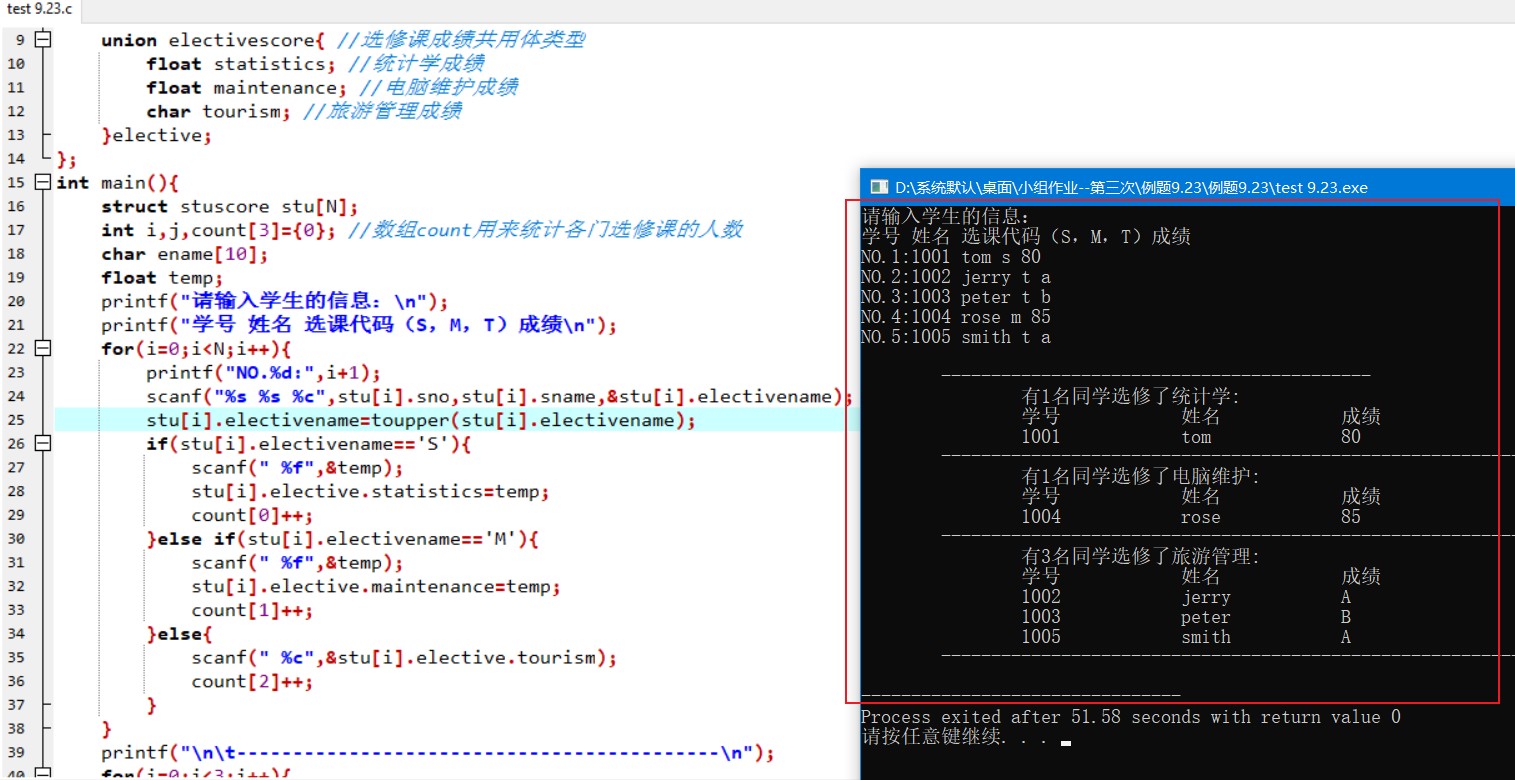 test 9.23.c
9 union electivescore{ //选修课成绩共用体类型
10 float statistics; //统计学成绩
11 float maintenance; //电脑维护成绩
12 char tourism; //旅游管理成绩
13 }elective;
14 };
15 int main(){
16 struct stuscore stu[N];
17 int i,j,count[3]={0}; //数组count用来统计各门选修课的人数
18 char ename[10];
19 float temp;
20 printf("请输入学生的信息：\n");
21 printf("学号 姓名 选课代码（S，M，T）成绩\n");
22 for(i=0;i<N;i++){
23 printf("NO.%d:",i+1);
24 scanf("%s %s %c",stu[i].sno,stu[i].sname,&stu[i].electivename);
25 stu[i].electivename=toupper(stu[i].electivename);
26 if(stu[i].electivename=='S'){
27 scanf(" %f",&temp);
28 stu[i].elective.statistics=temp;
29 count[0]++;
30 }else if(stu[i].electivename=='M'){
31 scanf(" %f",&temp);
32 stu[i].elective.maintenance=temp;
33 count[1]++;
34 }else{
35 scanf(" %c",&stu[i].elective.tourism);
36 count[2]++;
37 }
38 }
39 printf("\n\t-------------------------------------------\n");
40 for(i=0;i<3;i++){
D:\系统默认\桌面\小组作业--第三次\例题9.23\例题9.23\test 9.23.exe
请输入学生的信息：
学号 姓名 选课代码（S，M，T）成绩
NO.1:1001 tom s 80
NO.2:1002 jerry t a
NO.3:1003 peter t b
NO.4:1004 rose m 85
NO.5:1005 smith t a
-------------------------------------------
有1名同学选修了统计学:
学号 姓名 成绩
1001 tom 80
----------------------------------------------------------
有1名同学选修了电脑维护:
学号 姓名 成绩
1004 rose 85
----------------------------------------------------------
有3名同学选修了旅游管理:
学号 姓名 成绩
1002 jerry A
1003 peter B
1005 smith A
----------------------------------------------------------
--------------------------------
Process exited after 51.58 seconds with return value 0
请按任意键继续. . .